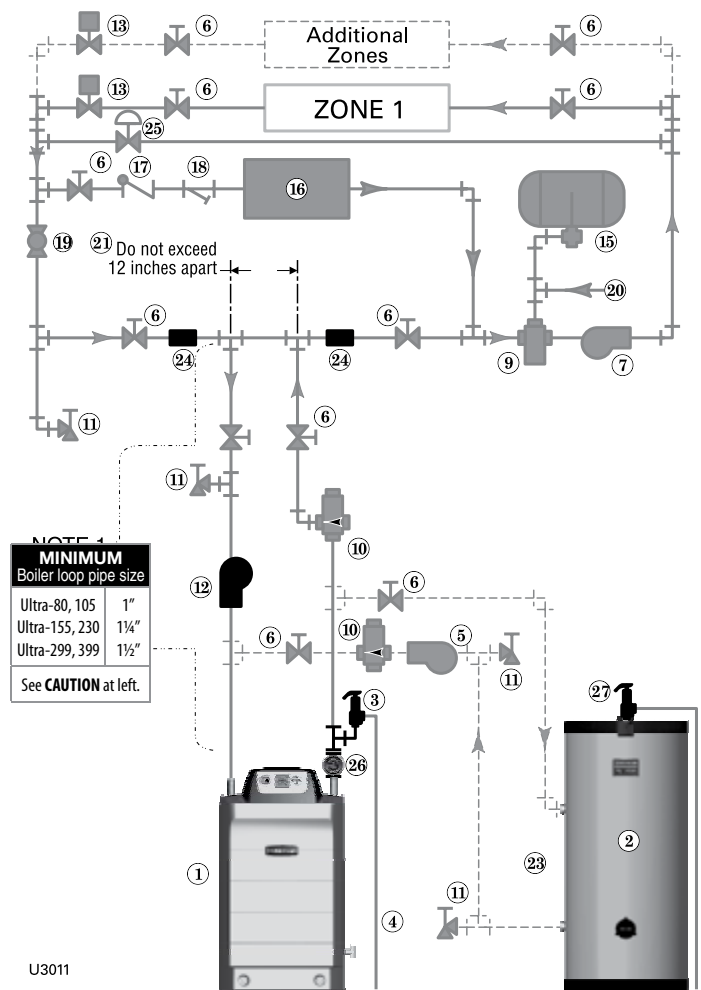 13 6 Additional Zones 6
13 6 ZONE 1 6
25
6 17 18 16
15
19 21 Do not exceed
12 inches apart
20
6 6
24 24 9 7
11 6
11
10
NOTE 1
MINIMUM
Boiler loop pipe size
Ultra-80, 105 1”
Ultra-155, 230 1¼”
Ultra-299, 399 1½”
See CAUTION at left.
12
6
6 10 5
11
3 27
26
2
1 23
11
4
U3011